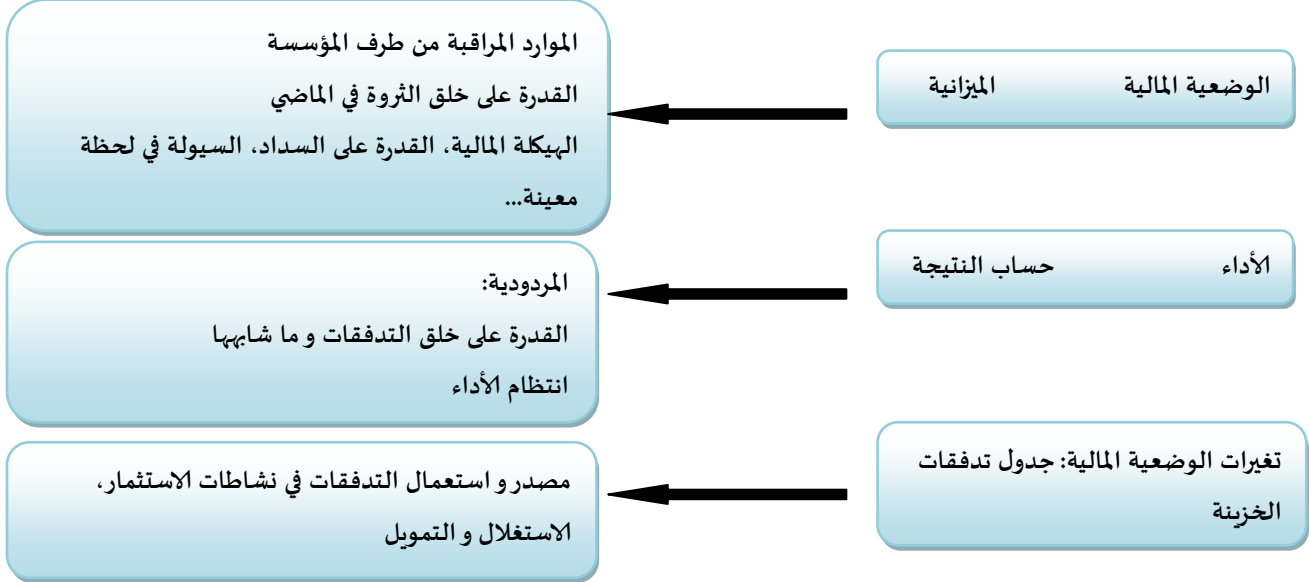 الوضعية المالية الميزانية
الموارد المراقبة من طرف المؤسسة
القدرة على خلق الثروة في الماضي
الهيكلة المالية، القدرة على السداد، السيولة في لحظة
معينة...
الأداء حساب النتيجة
المردودية:
القدرة على خلق التدفقات و ما شابهها
انتظام الأداء
تغيرات الوضعية المالية: جدول تدفقات
الخزينة
مصدر و استعمال التدفقات في نشاطات الاستثمار،
الاستغلال و التمويل